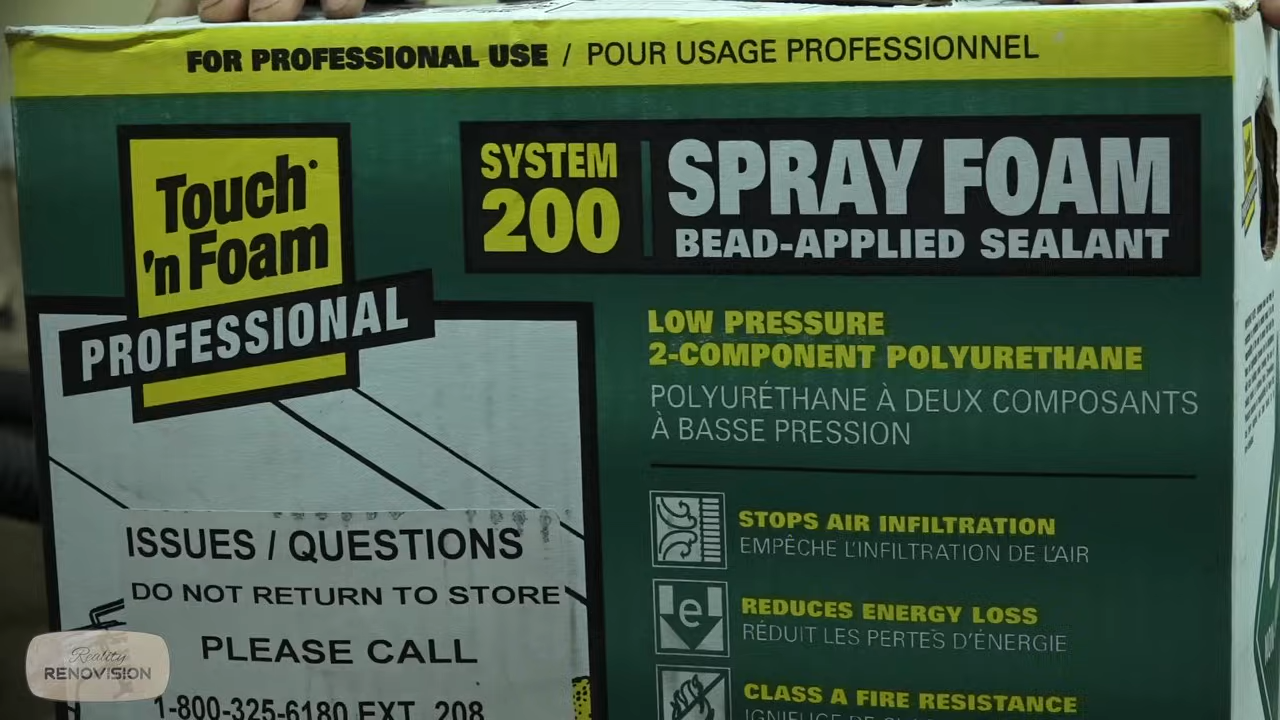 FOR PROFESSIONAL USE / POUR USAGE PROFESSIONNEL
Touch
'n Foam
PROFESSIONAL
SYSTEM
200
SPRAY FOAM
BEAD-APPLIED SEALANT
LOW PRESSURE
2-COMPONENT POLYURETHANE
POLYURÉTHANE À DEUX COMPOSANTS
À BASSE PRESSION
STOPS AIR INFILTRATION
EMPÊCHE L'INFILTRATION DE L'AIR
e
REDUCES ENERGY LOSS
RÉDUIT LES PERTES D'ÉNERGIE
CLASS A FIRE RESISTANCE
ISSUES / QUESTIONS
DO NOT RETURN TO STORE
PLEASE CALL
1-800-325-6180 EXT. 208
Reality
RENOVISION